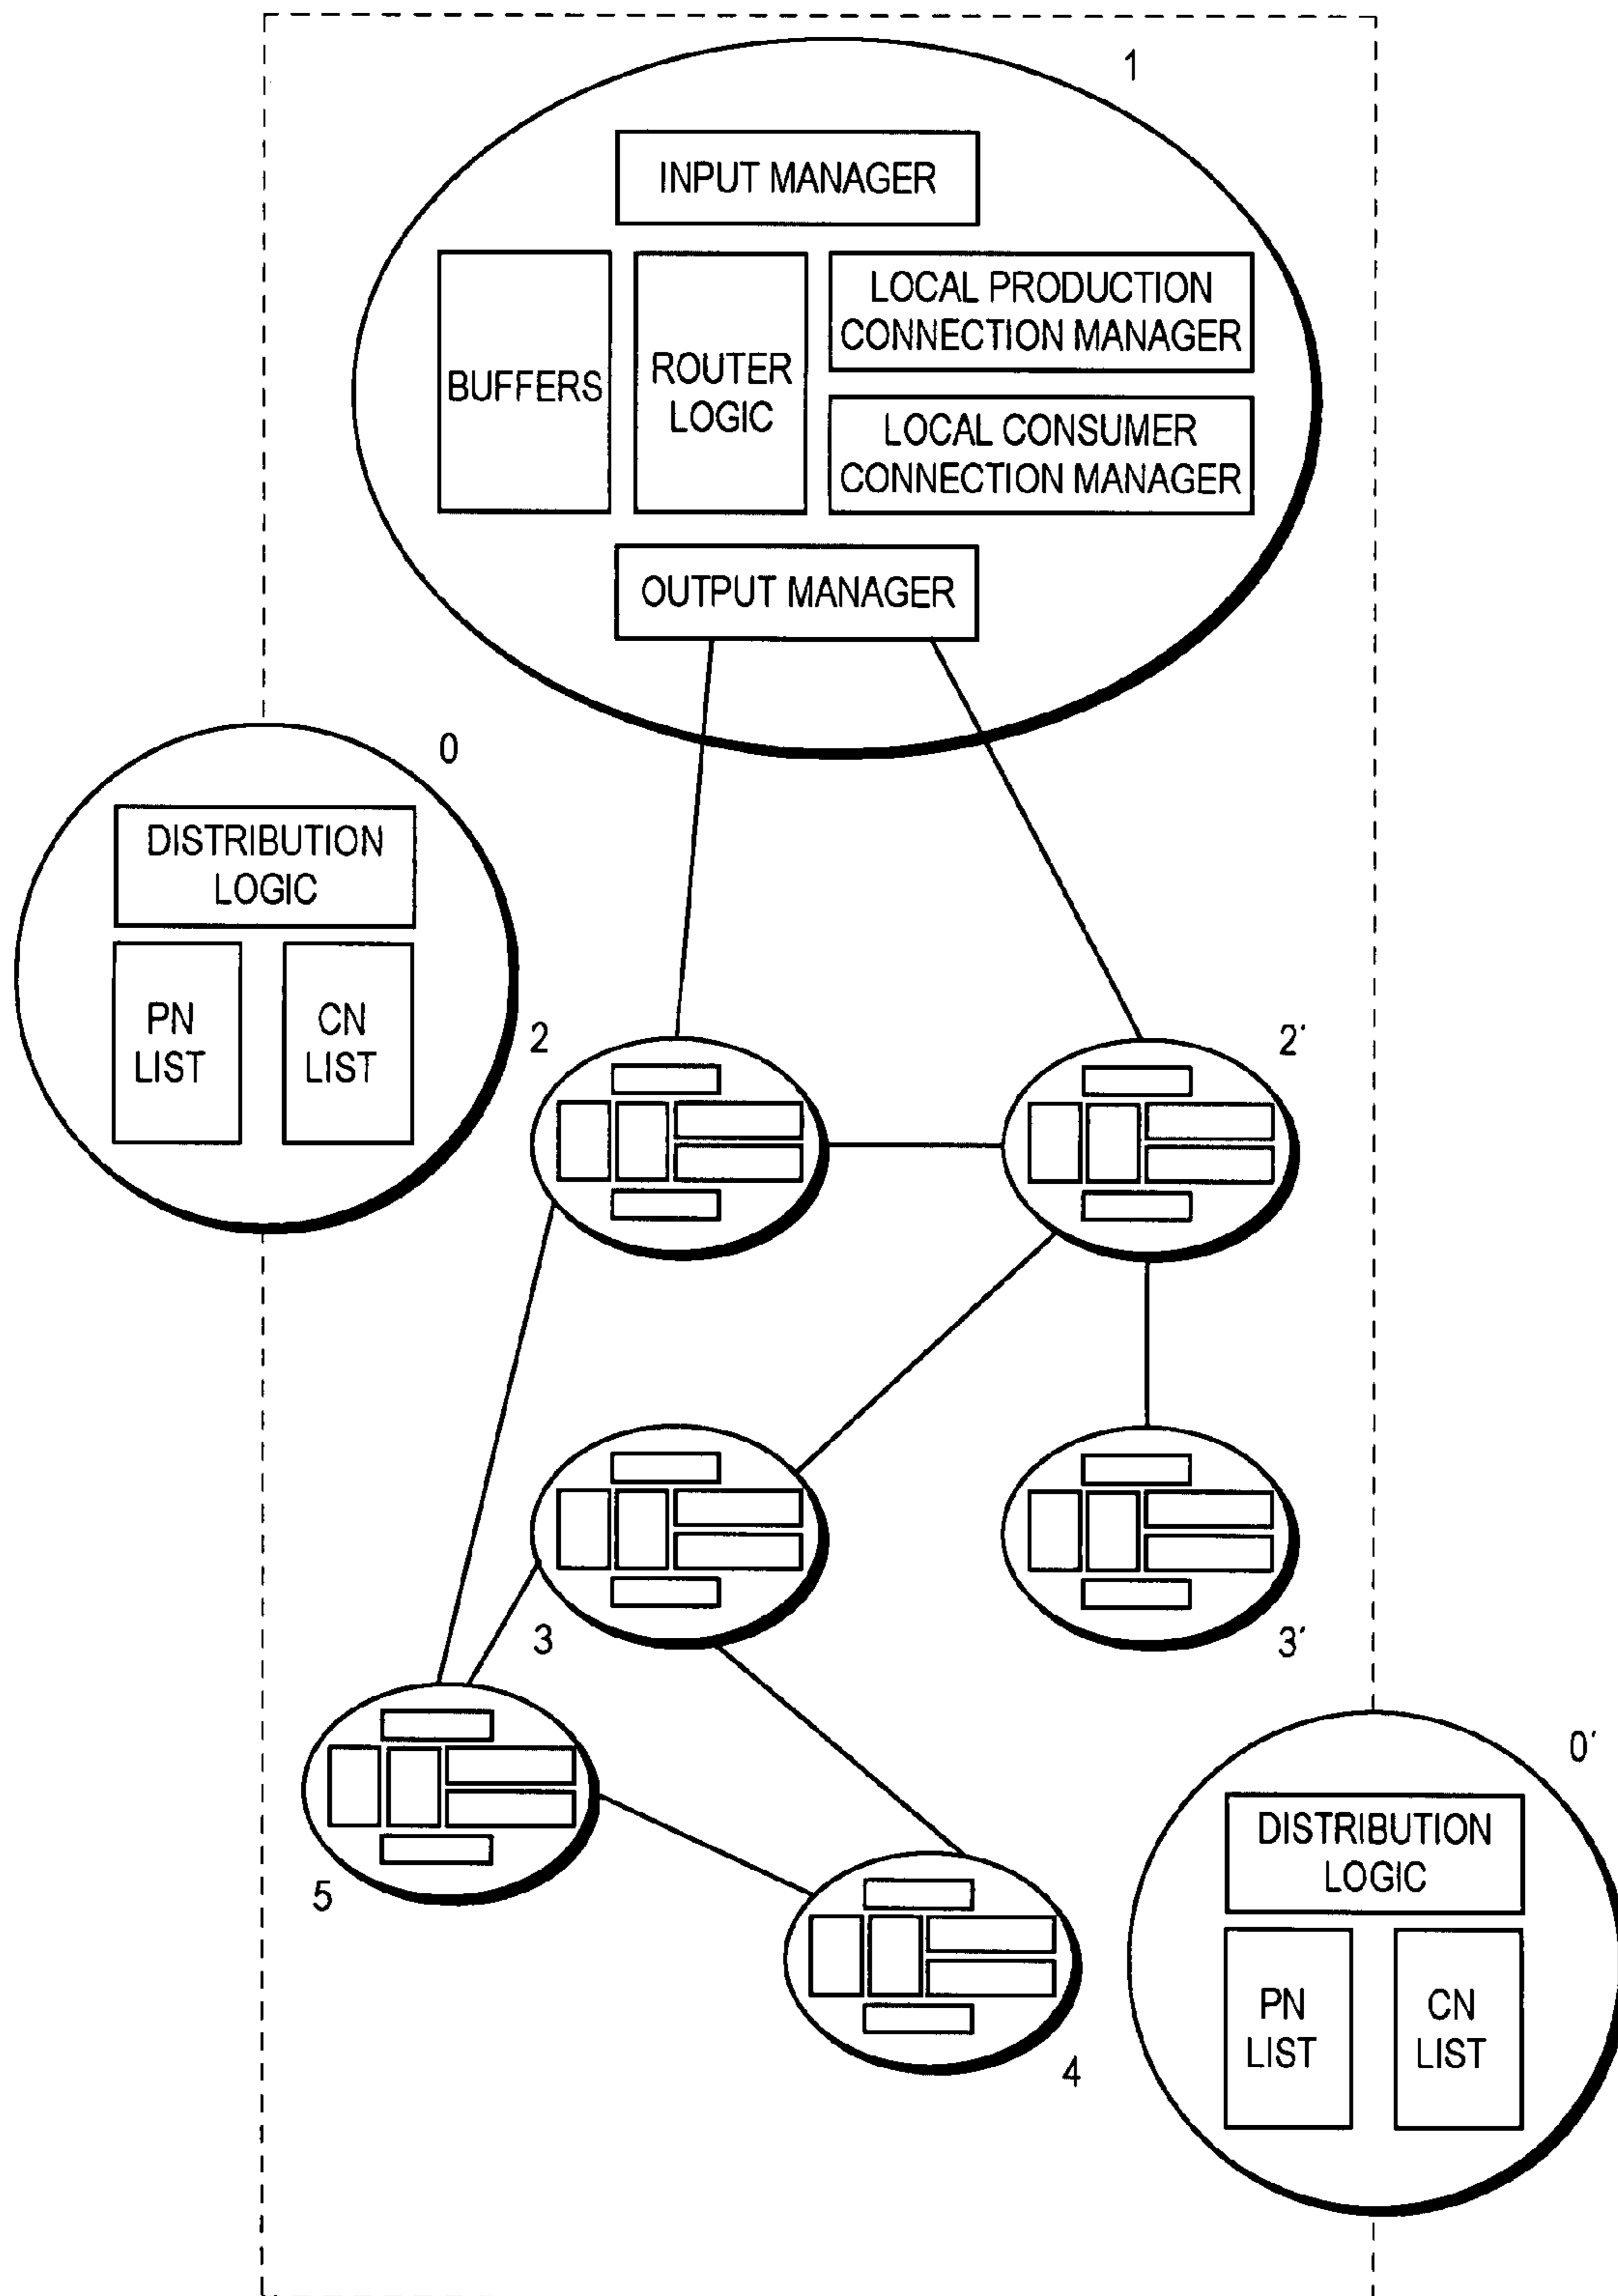 1
INPUT MANAGER
BUFFERS
ROUTER
LOGIC
LOCAL PRODUCTION
CONNECTION MANAGER
LOCAL CONSUMER
CONNECTION MANAGER
OUTPUT MANAGER
0
DISTRIBUTION
LOGIC
PN
LIST
CN
LIST
2
2'
3
3'
5
4
0'
DISTRIBUTION
LOGIC
PN
LIST
CN
LIST